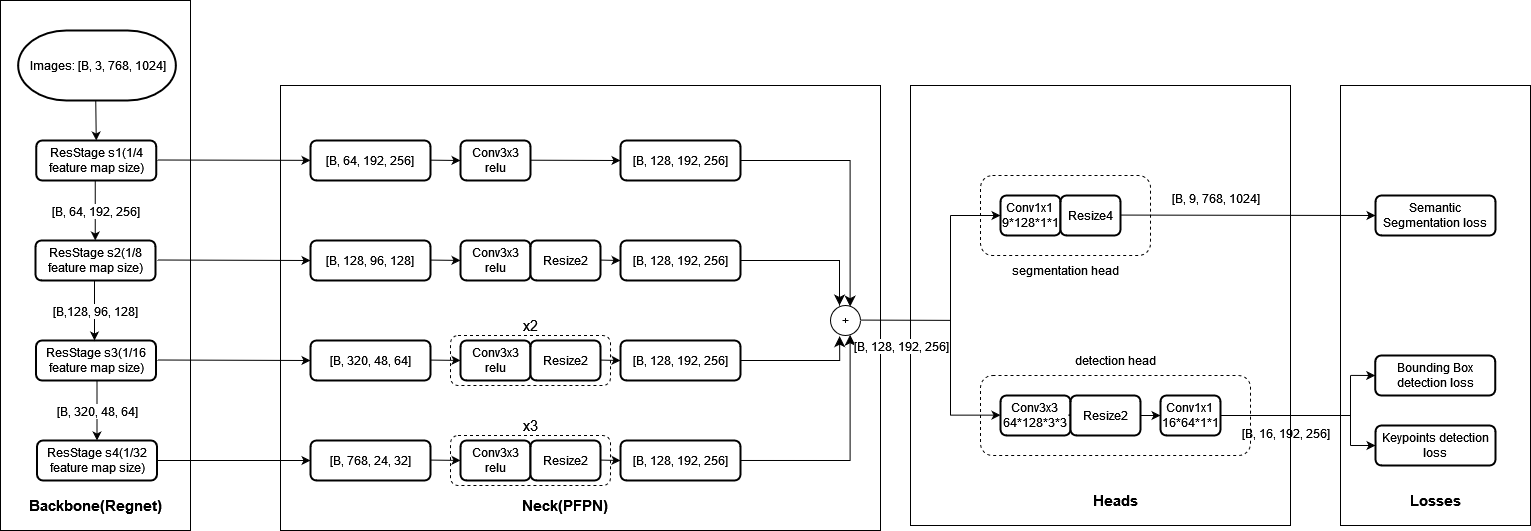 Images: [B, 3, 768, 1024]
ResStage s1(1/4
feature map size)
[B, 64, 192, 256]
ResStage s2(1/8
feature map size)
[B,128, 96, 128]
ResStage s3(1/16
feature map size)
[B, 320, 48, 64]
ResStage s4(1/32
feature map size)
Backbone(Regnet)
[B, 64, 192, 256]
Conv3x3
relu
[B, 128, 192, 256]
[B, 128, 96, 128]
Conv3x3
relu
Resize2
[B, 128, 192, 256]
x2
[B, 320, 48, 64]
Conv3x3
relu
Resize2
[B, 128, 192, 256]
x3
[B, 768, 24, 32]
Conv3x3
relu
Resize2
[B, 128, 192, 256]
+
[B, 128, 192, 256]
Neck(PFPN)
Conv1x1
9*128*1*1
Resize4
segmentation head
[B, 9, 768, 1024]
detection head
Conv3x3
64*128*3*3
Resize2
Conv1x1
16*64*1*1
[B, 16, 192, 256]
Heads
Semantic
Segmentation loss
Bounding Box
detection loss
Keypoints detection
loss
Losses